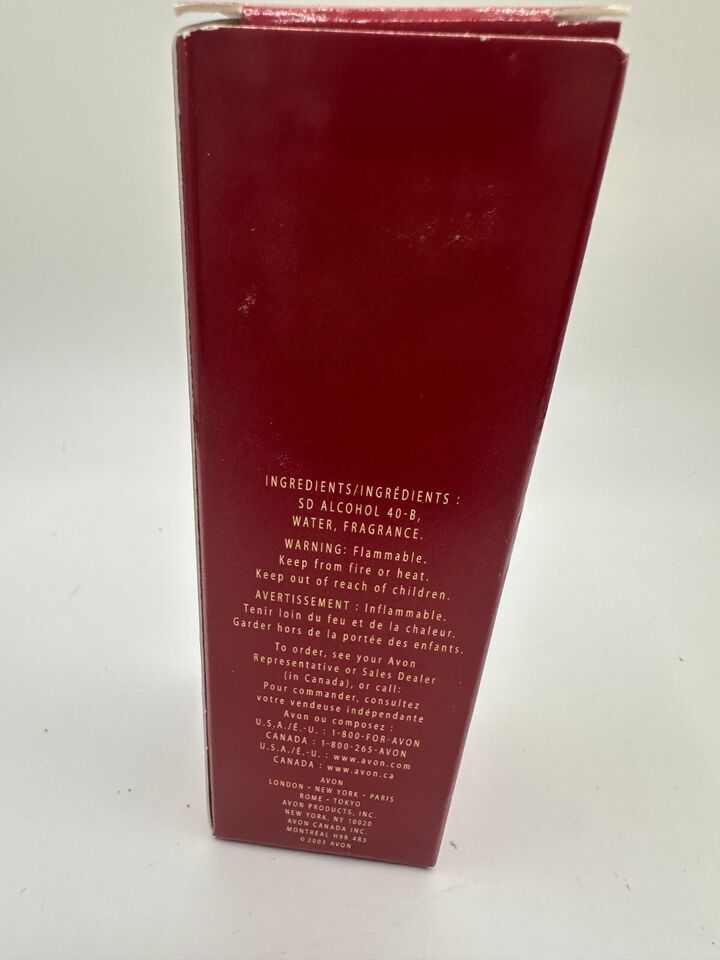 INGREDIENTS/INGRÉDIENTS :
SD ALCOHOL 40-B,
WATER, FRAGRANCE.
WARNING: Flammable.
Keep from fire or heat.
Keep out of reach of children.
AVERTISSEMENT : Inflammable.
Tenir loin du feu et de la chaleur.
Garder hors de la portée des enfants.
To order, see your Avon
Representative or Sales Dealer
(in Canada), or call:
Pour commander, consultez
votre vendeuse indépendante
Avon ou composez :
U.S.A./É.-U. : 1-800-FOR-AVON
CANADA : 1-800-265-AVON
U.S.A./É.-U. : www.avon.com
CANADA : www.avon.ca
AVON
LONDON • NEW YORK • PARIS
ROME • TOKYO
AVON PRODUCTS, INC.
NEW YORK, NY 10020
AVON CANADA INC.
MONTRÉAL H9R 4R3
© 2003 AVON